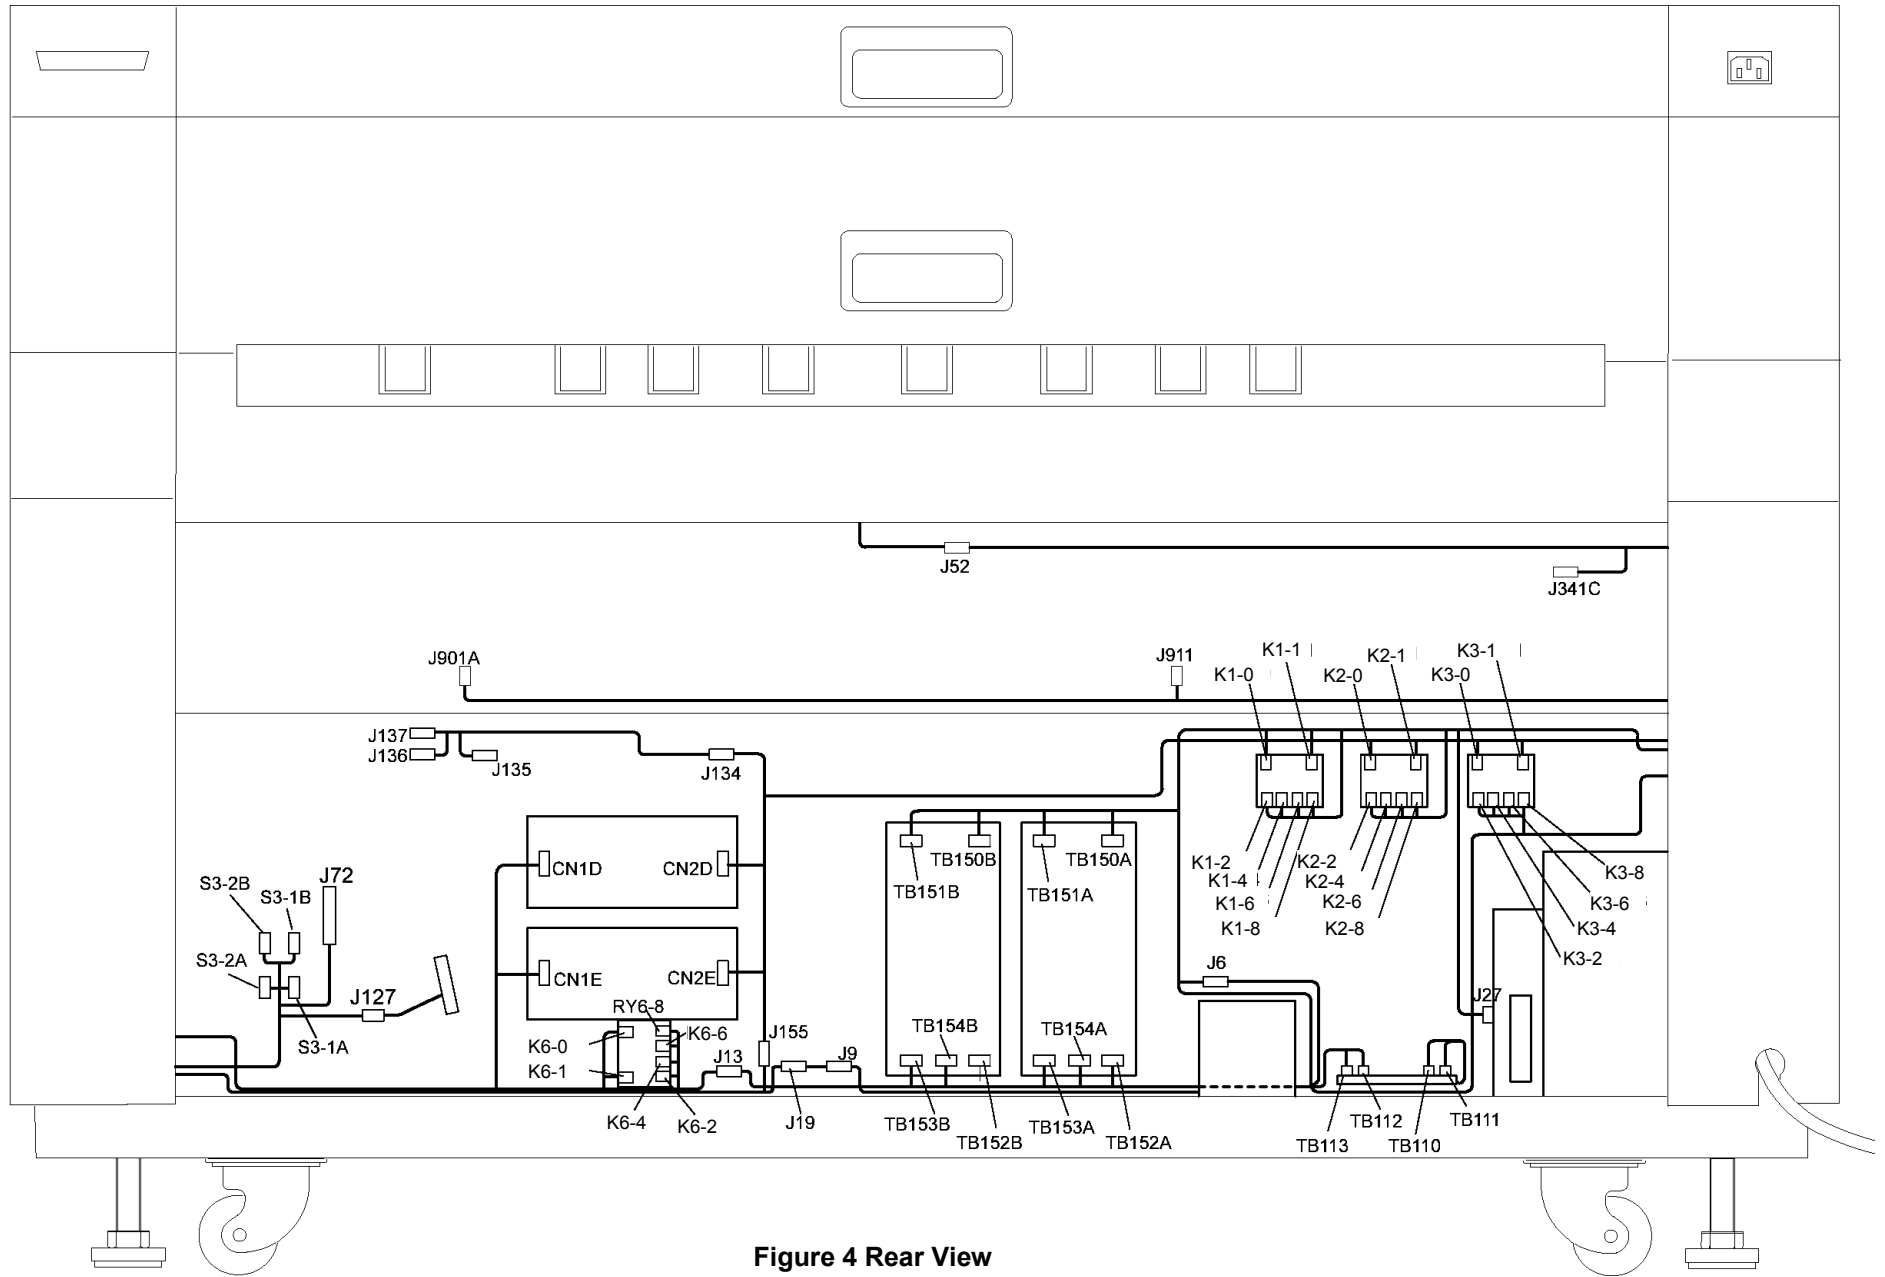 J52
J341C
J901A
J911
K1-1
K1-0
K2-1
K2-0
K3-1
K3-0
J137
J136
J135
J134
CN1D
CN2D
TB150B
TB151B
TB150A
TB151A
K1-2
K1-4
K1-6
K1-8
K2-2
K2-4
K2-6
K2-8
K3-8
K3-6
K3-4
K3-2
S3-2B
S3-1B
J72
S3-2A
J127
S3-1A
CN1E
CN2E
RY6-8
K6-6
K6-0
K6-1
K6-4
K6-2
J13
J155
J19
J9
TB154B
TB154A
TB153B
TB152B
TB153A
TB152A
J6
J27
TB113
TB112
TB110
TB111
Figure 4 Rear View